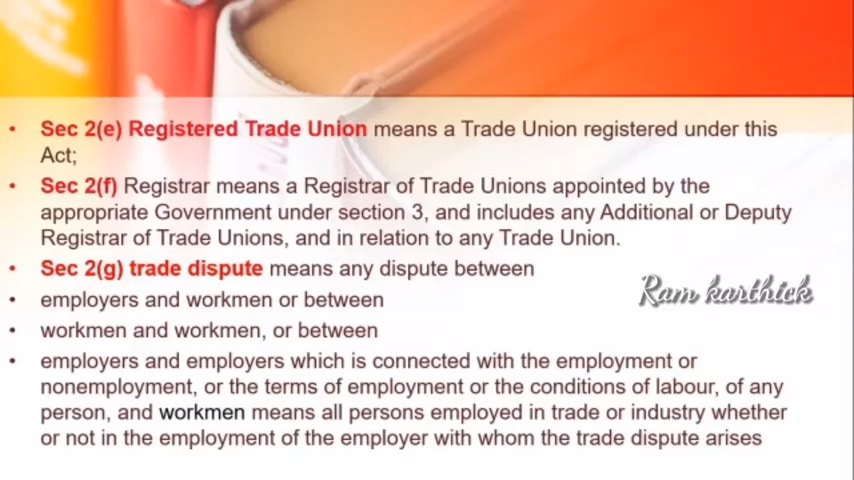 • Sec 2(e) Registered Trade Union means a Trade Union registered under this
Act;
• Sec 2(f) Registrar means a Registrar of Trade Unions appointed by the
appropriate Government under section 3, and includes any Additional or Deputy
Registrar of Trade Unions, and in relation to any Trade Union.
• Sec 2(g) trade dispute means any dispute between
• employers and workmen or between
Ram karthick
• workmen and workmen, or between
• employers and employers which is connected with the employment or
nonemployment, or the terms of employment or the conditions of labour, of any
person, and workmen means all persons employed in trade or industry whether
or not in the employment of the employer with whom the trade dispute arises